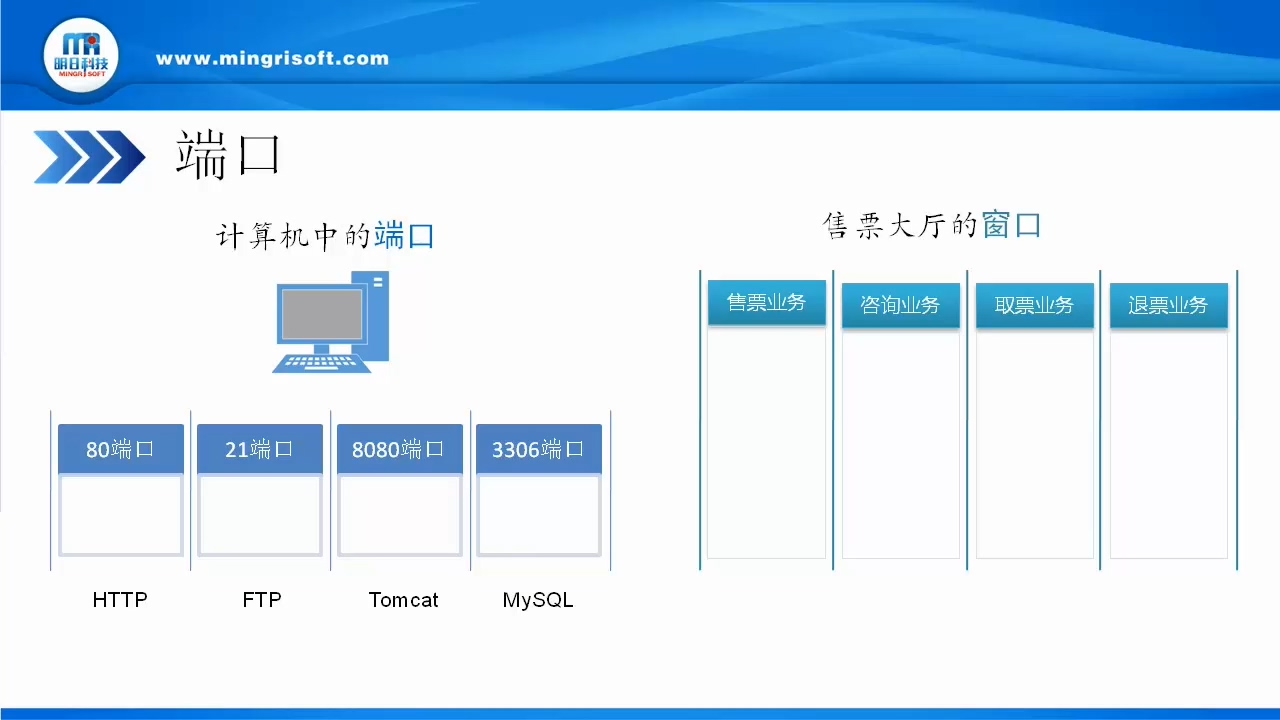 明日科技
MINGRISOFT
www.mingrisoft.com
端口
计算机中的端口
80端口
21端口
8080端口
3306端口
HTTP
FTP
Tomcat
MySQL
售票大厅的窗口
售票业务
咨询业务
取票业务
退票业务